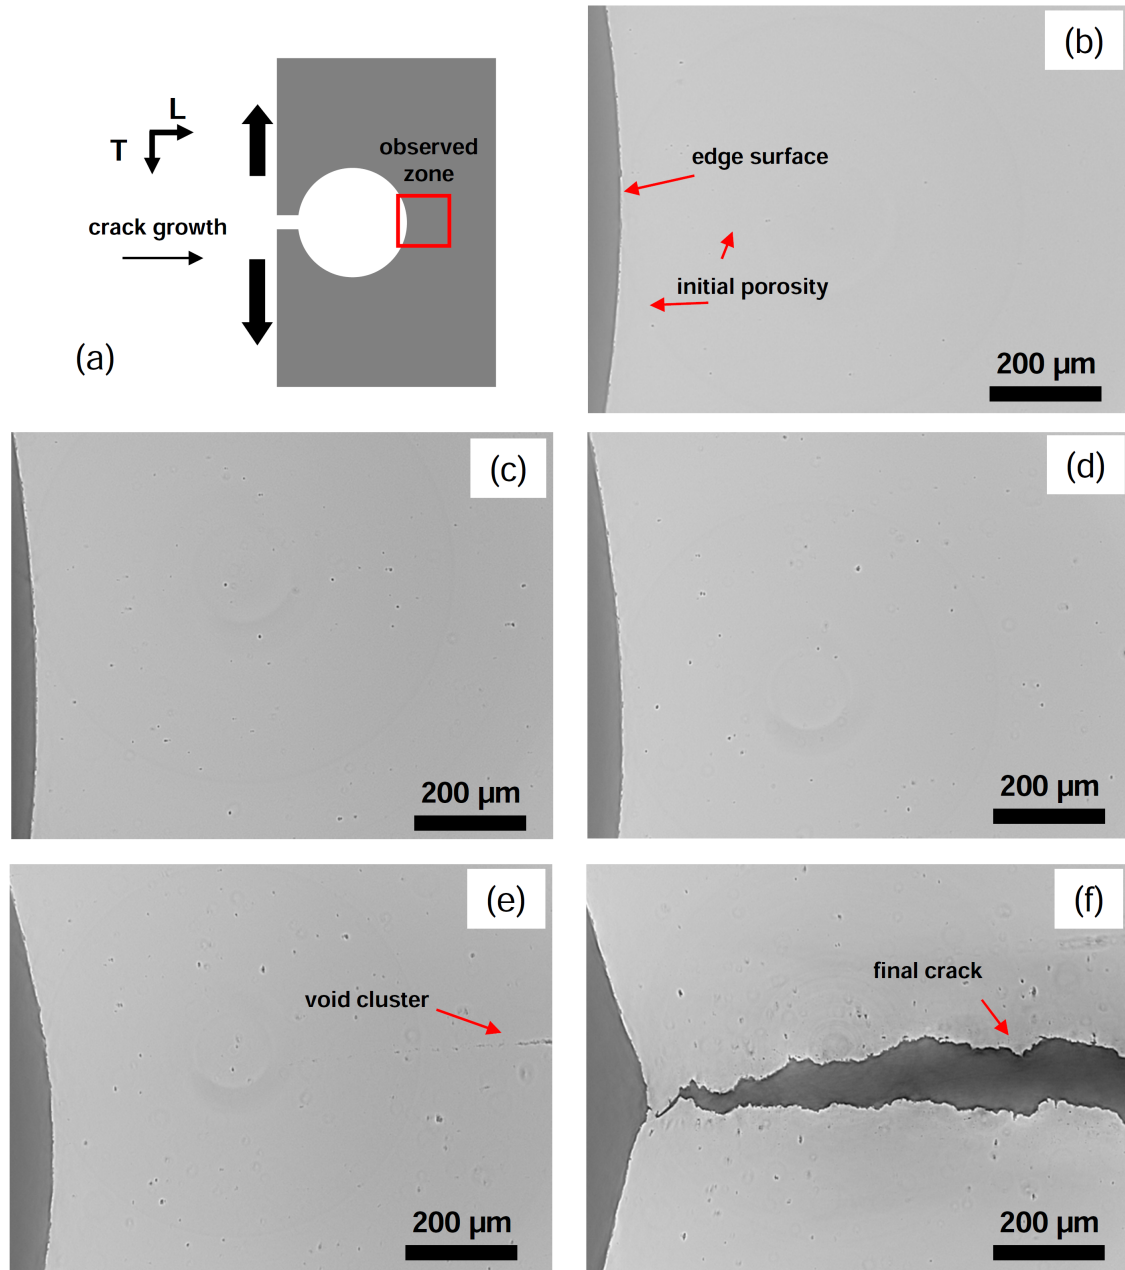 L
T
observed
zone
crack growth
(a)
(b)
edge surface
initial porosity
200 µm
(c)
200 µm
(d)
200 µm
(e)
void cluster
200 µm
(f)
final crack
200 µm